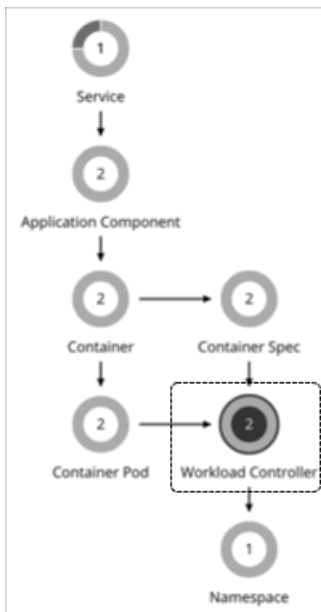 1
Service
2
Application Component
2 2
Container Container Spec
2 2
Container Pod Workload Controller
1
Namespace